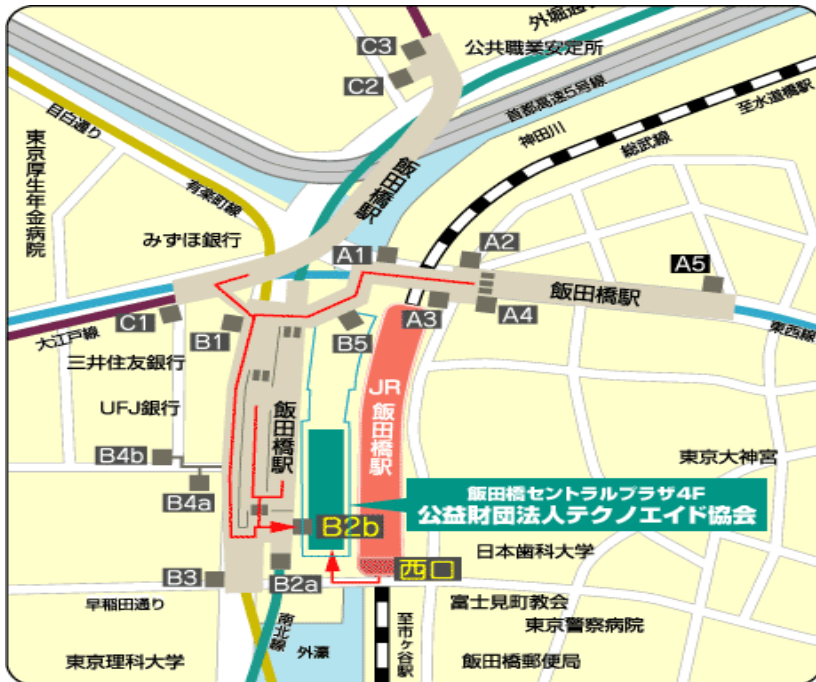 外堀通り
C3
公共職業安定所
C2
首都高速5号線
至水道橋駅
神田川
総武線
目白通り
東京厚生年金病院
飯田橋駅
有楽町線
みずほ銀行
A1
A2
A5
飯田橋駅
C1
B1
B5
A3
A4
大江戸線
東西線
三井住友銀行
JR
飯田橋駅
UFJ銀行
飯田橋駅
B4b
東京大神宮
B4a
飯田橋セントラルプラザ4F
公益財団法人テクノエイド協会
B2b
日本歯科大学
西口
B3
B2a
早稲田通り
富士見町教会
南北線
至市ヶ谷駅
東京警察病院
外濠
東京理科大学
飯田橋郵便局